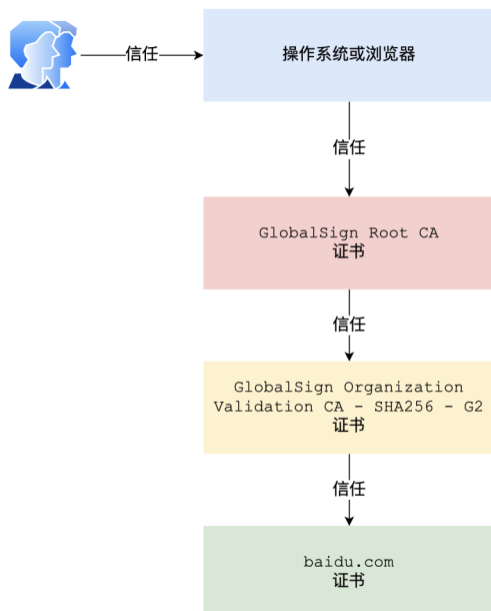 信任
操作系统或浏览器
信任
GlobalSign Root CA
证书
信任
GlobalSign Organization
Validation CA - SHA256 - G2
证书
信任
baidu.com
证书